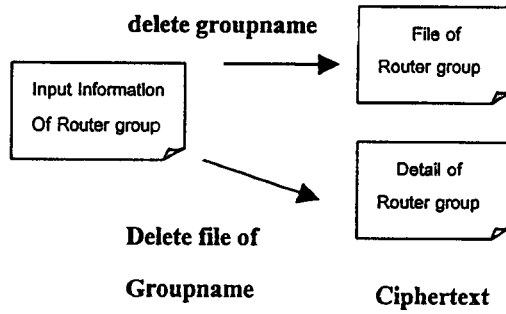 delete groupname
File of
Router group
Input Information
Of Router group
Detail of
Router group
Delete file of
Groupname
Ciphertext